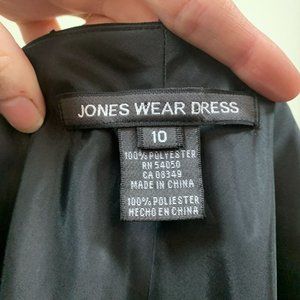 JONES WEAR DRESS
10
100% POLYESTER
RN 54050
CA 08349
MADE IN CHINA
100% POLIESTER
HECHO EN CHINA